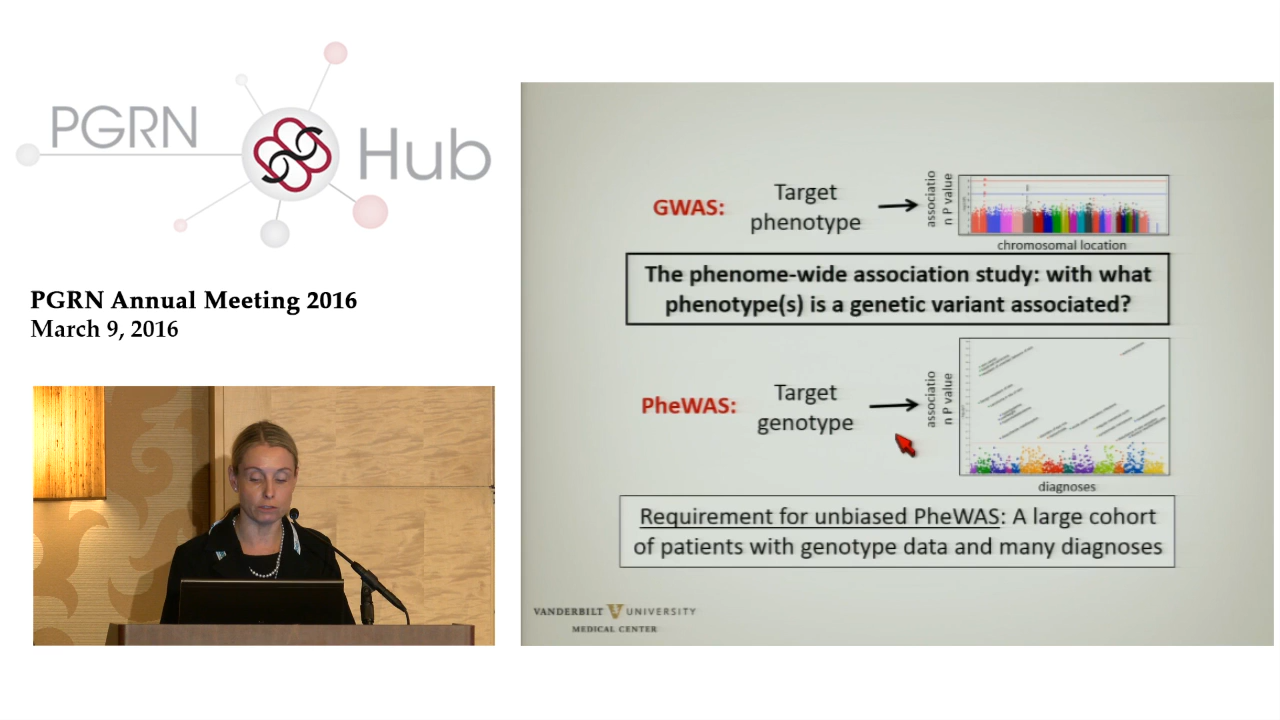 PGRN
Hub
PGRN Annual Meeting 2016
March 9, 2016
GWAS:
Target
phenotype
associatio
n P value
chromosomal location
The phenome-wide association study: with what
phenotype(s) is a genetic variant associated?
PheWAS:
Target
genotype
associatio
n P value
diagnoses
Requirement for unbiased PheWAS: A large cohort
of patients with genotype data and many diagnoses
VANDERBILT V UNIVERSITY
MEDICAL CENTER